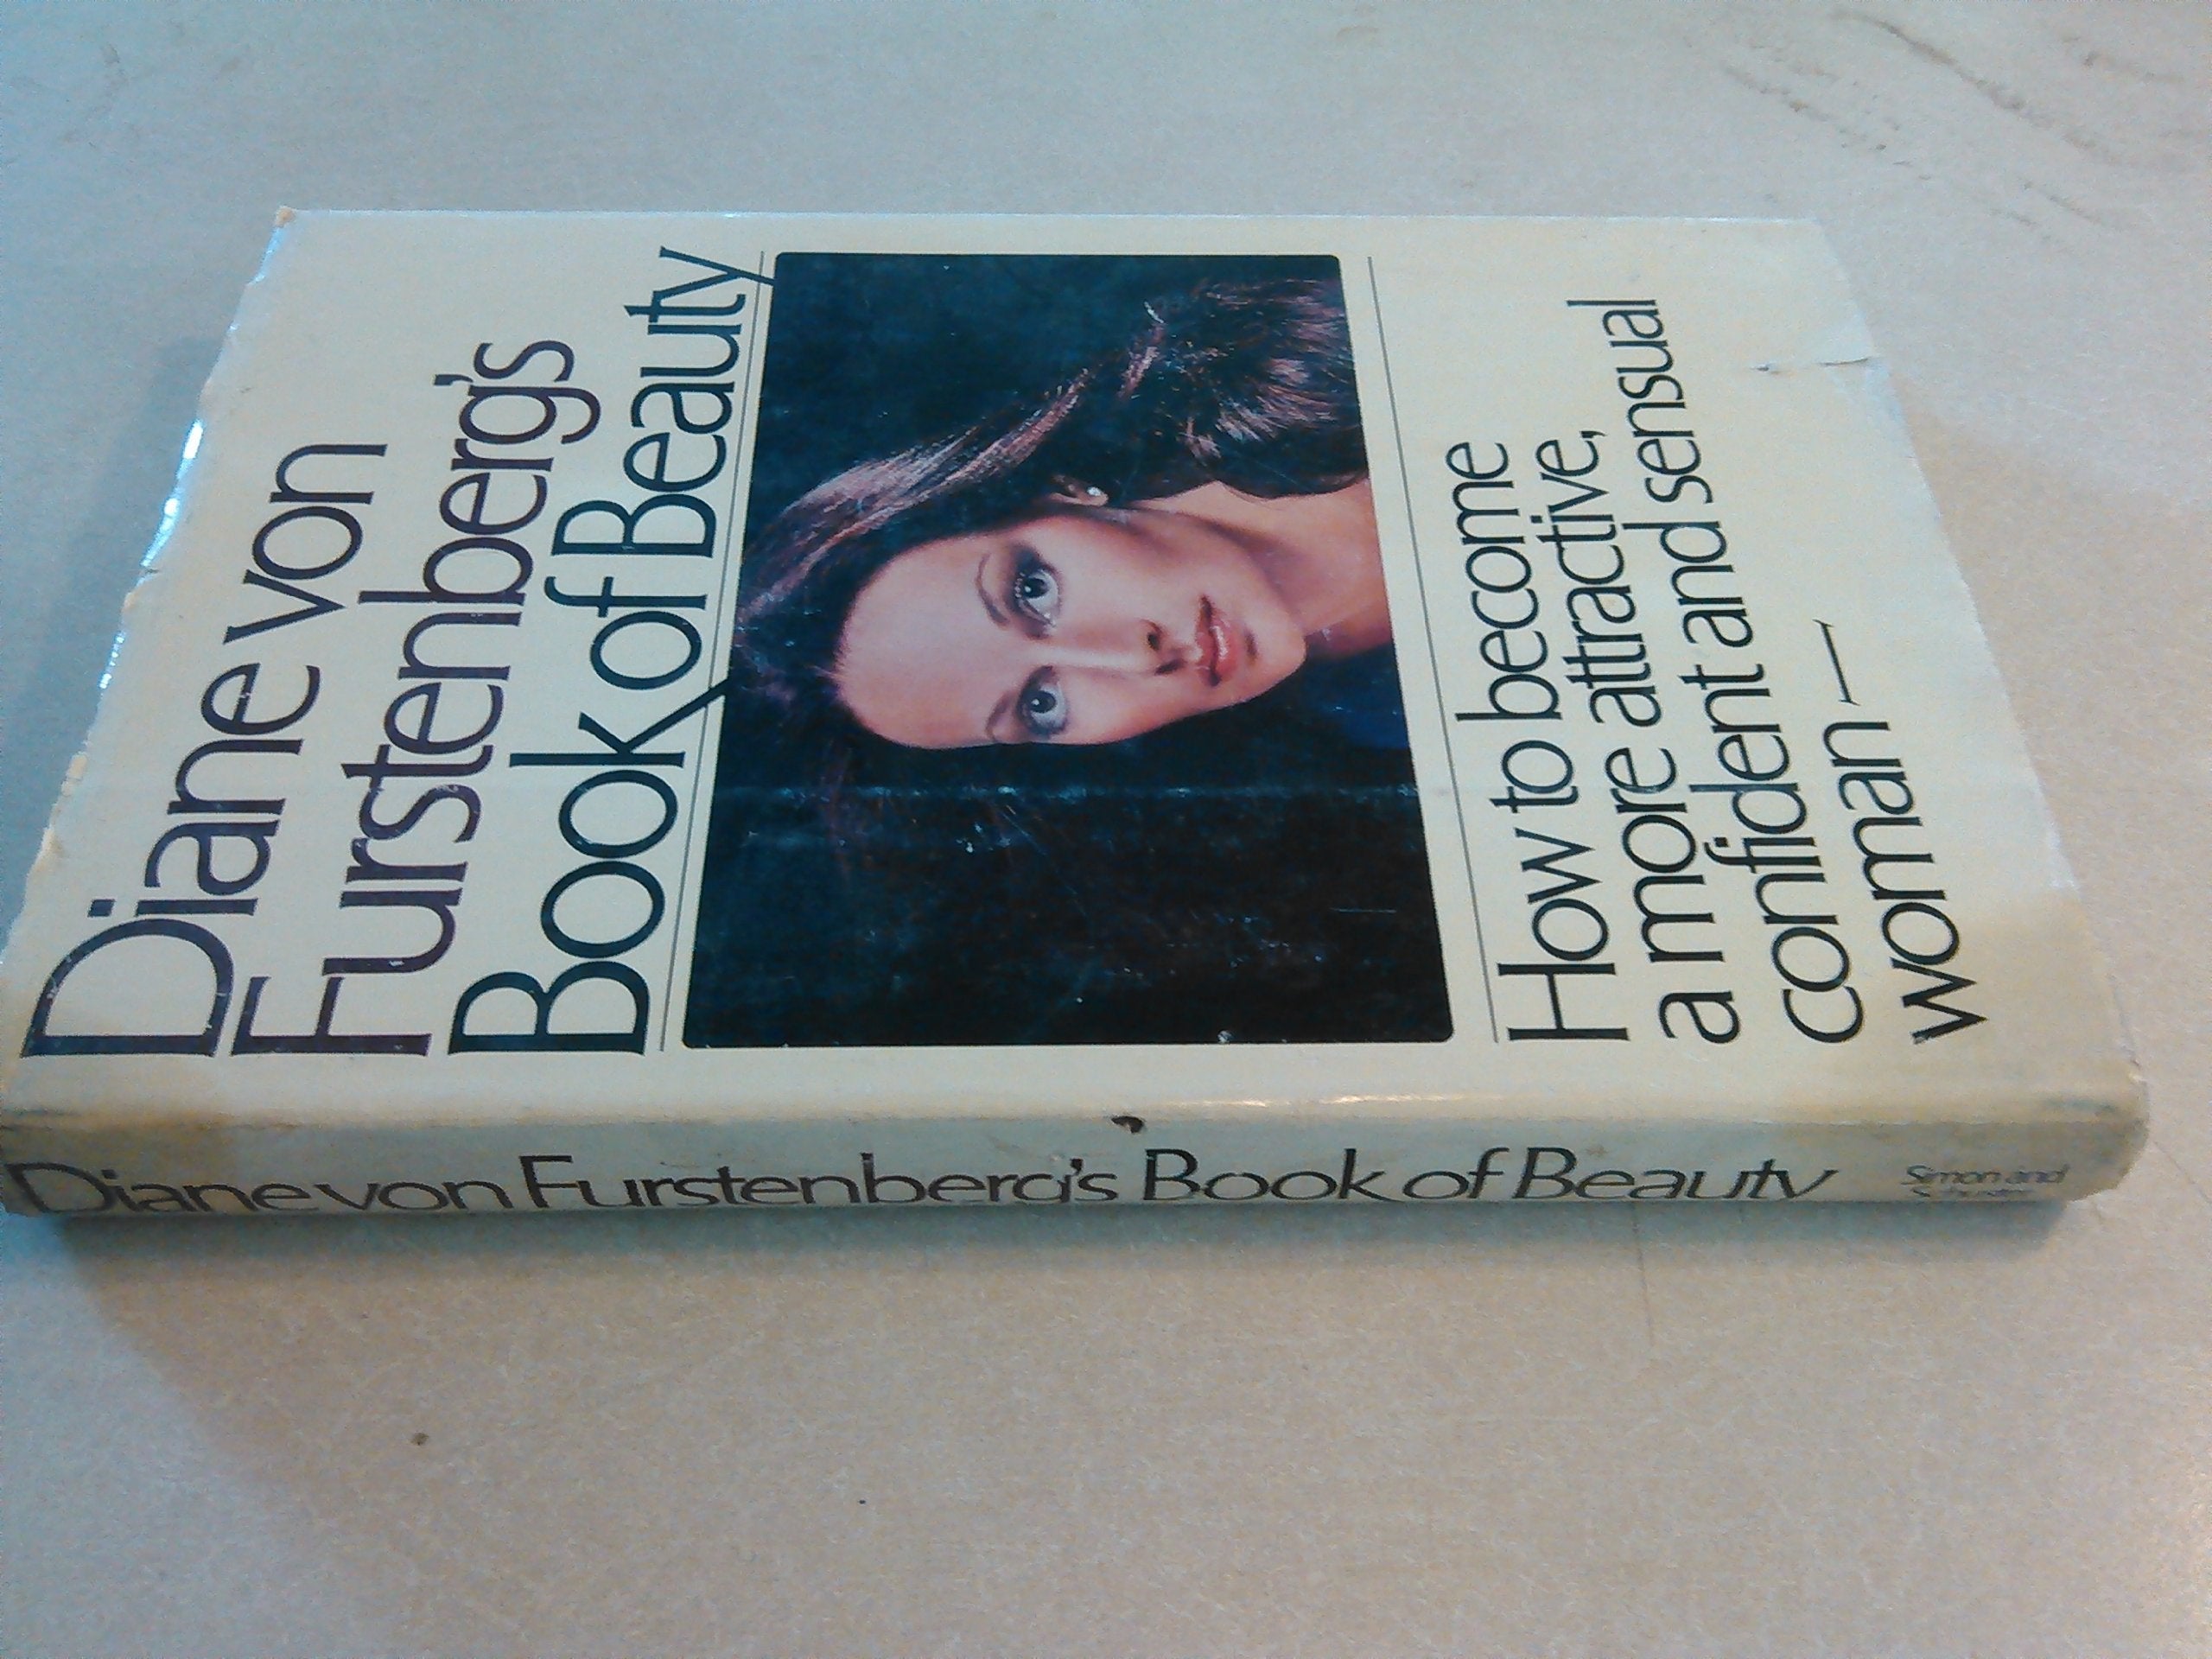 Diane von
Furstenberg's
Book of Beauty
How to become
a more attractive,
confident and sensual
woman—
Diane von Furstenberg's Book of Beauty
Simon and
Schuster